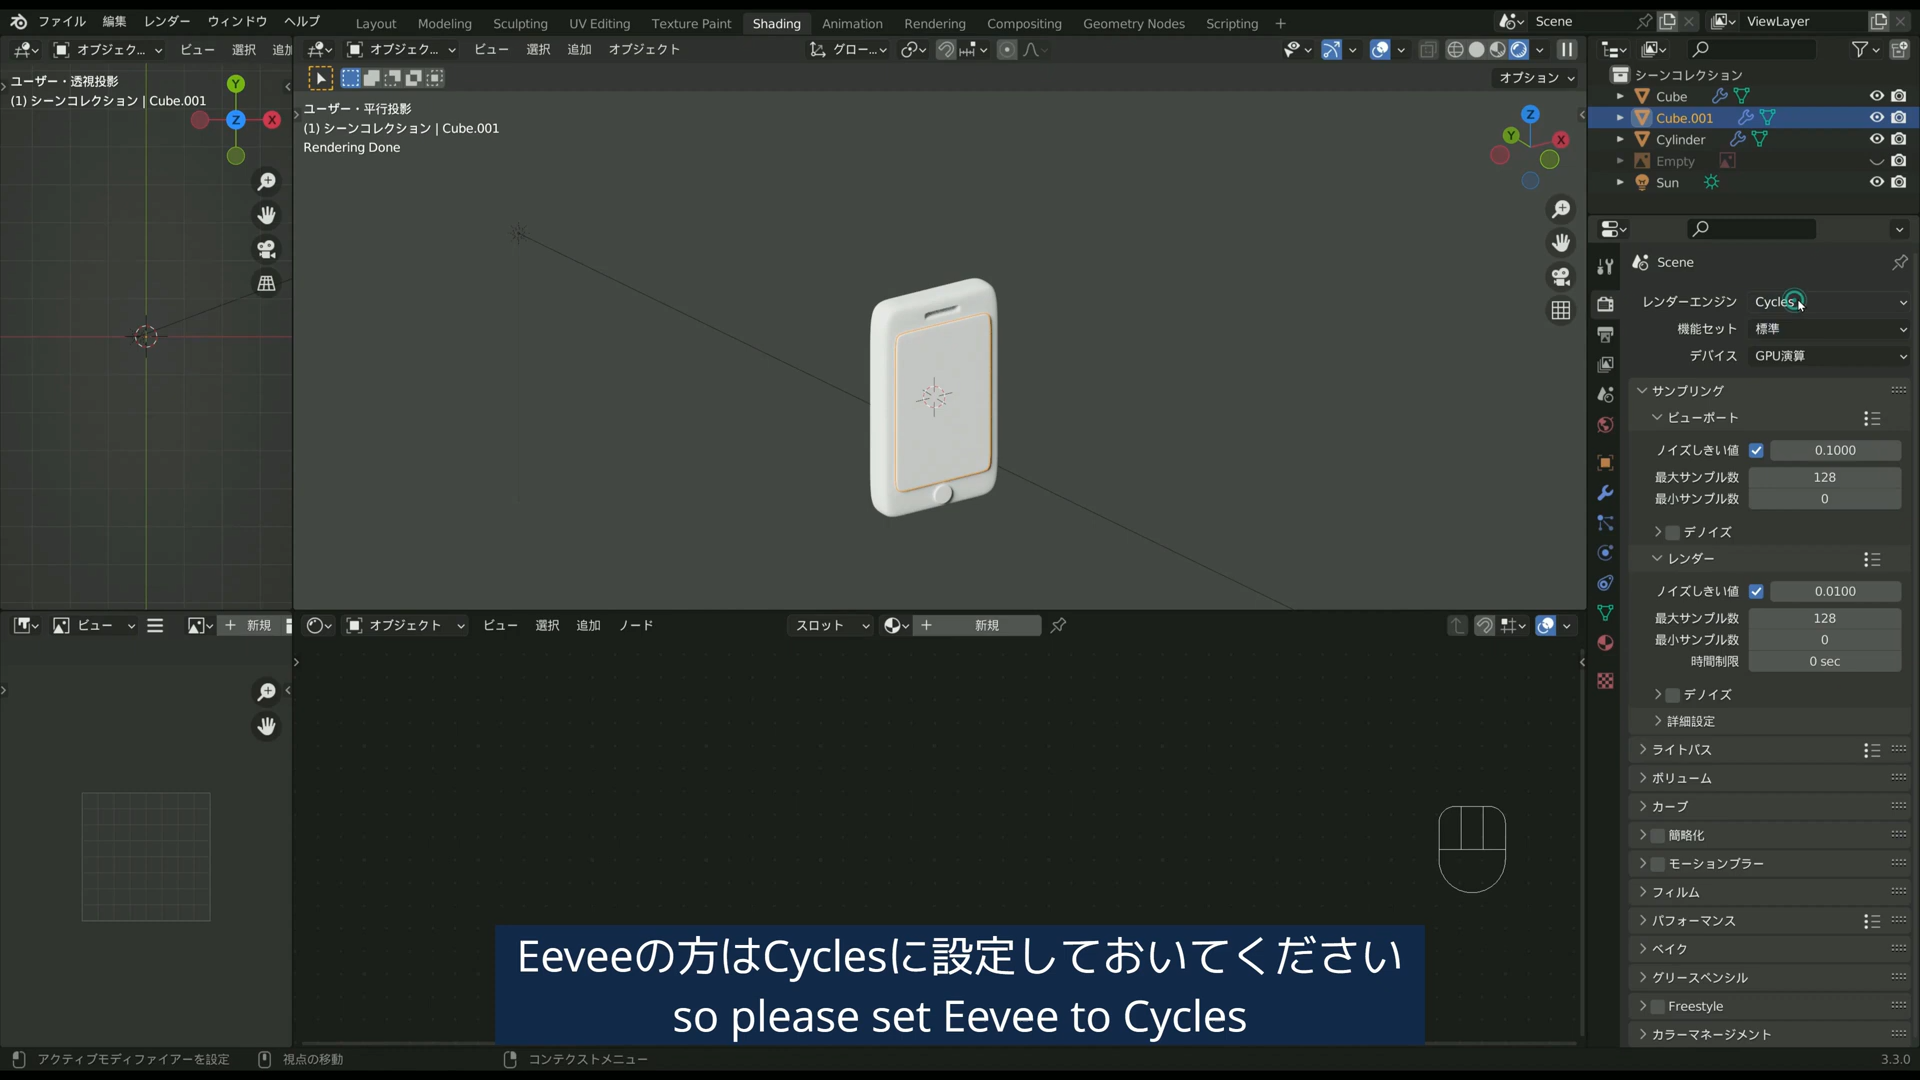 ファイル 編集 レンダー ウィンドウ ヘルプ Layout Modeling Sculpting UV Editing Texture Paint Shading Animation Rendering Compositing Geometry Nodes Scripting + Scene ViewLayer
オブジェク... ビュー 選択 追加
オブジェク... ビュー 選択 追加 オブジェクト グロー...
オプション
ユーザー・透視投影
(1) シーンコレクション | Cube.001
Y
Z
X
ユーザー・平行投影
(1) シーンコレクション | Cube.001
Rendering Done
Z
Y
X
シーンコレクション
Cube
Cube.001
Cylinder
Empty
Sun
Scene
レンダーエンジン Cycles
機能セット 標準
デバイス GPU演算
サンプリング
ビューポート
ノイズしきい値 0.1000
最大サンプル数 128
最小サンプル数 0
デノイズ
レンダー
ノイズしきい値 0.0100
最大サンプル数 128
最小サンプル数 0
時間制限 0 sec
デノイズ
詳細設定
ライトパス
ボリューム
カーブ
簡略化
モーションブラー
フィルム
パフォーマンス
ベイク
グリースペンシル
Freestyle
カラーマネージメント
ビュー + 新規
オブジェクト ビュー 選択 追加 ノード スロット + 新規
Eeveeの方はCyclesに設定しておいてください
so please set Eevee to Cycles
アクティブモディファイアーを設定 視点の移動 コンテクストメニュー 3.3.0